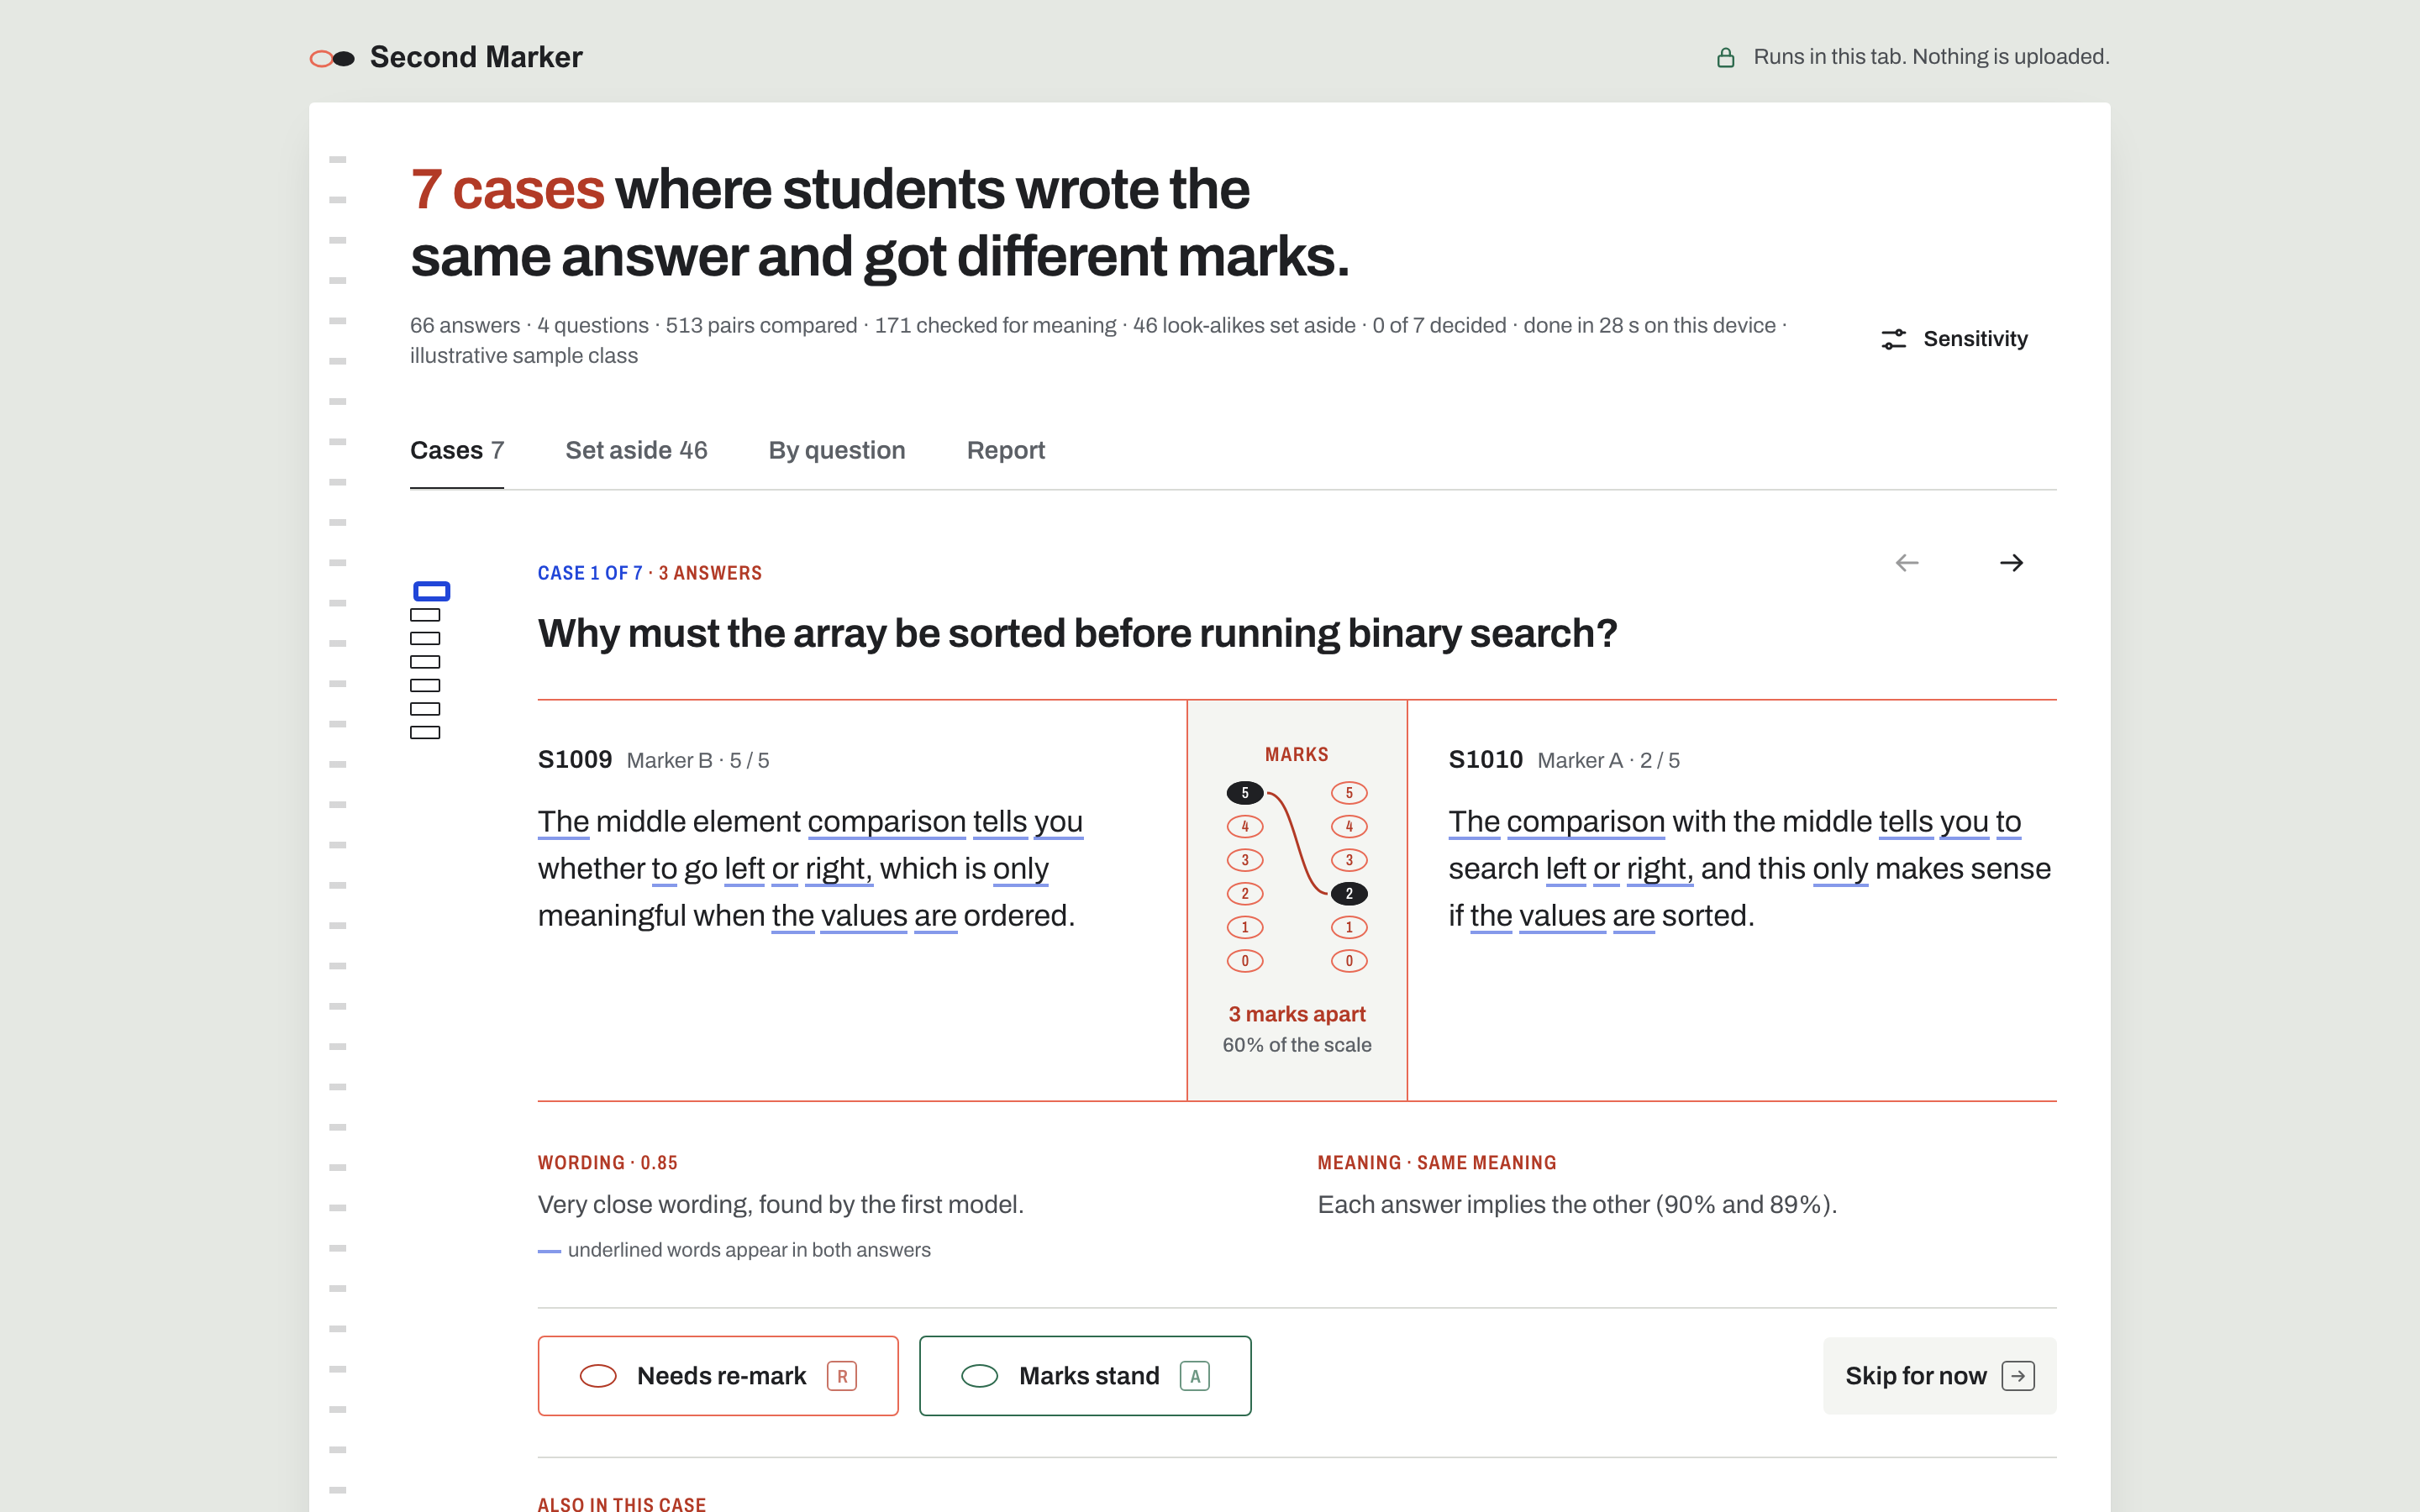 Second Marker
Runs in this tab. Nothing is uploaded.
7 cases where students wrote the
same answer and got different marks.
66 answers · 4 questions · 513 pairs compared · 171 checked for meaning · 46 look-alikes set aside · 0 of 7 decided · done in 28 s on this device ·
illustrative sample class
Sensitivity
Cases 7
Set aside 46
By question
Report
CASE 1 OF 7 · 3 ANSWERS
Why must the array be sorted before running binary search?
S1009 Marker B · 5 / 5
The middle element comparison tells you
whether to go left or right, which is only
meaningful when the values are ordered.
MARKS
5 5
4 4
3 3
2 2
1 1
0 0
3 marks apart
60% of the scale
S1010 Marker A · 2 / 5
The comparison with the middle tells you to
search left or right, and this only makes sense
if the values are sorted.
WORDING · 0.85
Very close wording, found by the first model.
underlined words appear in both answers
MEANING · SAME MEANING
Each answer implies the other (90% and 89%).
Needs re-mark R
Marks stand A
Skip for now →
ALSO IN THIS CASE